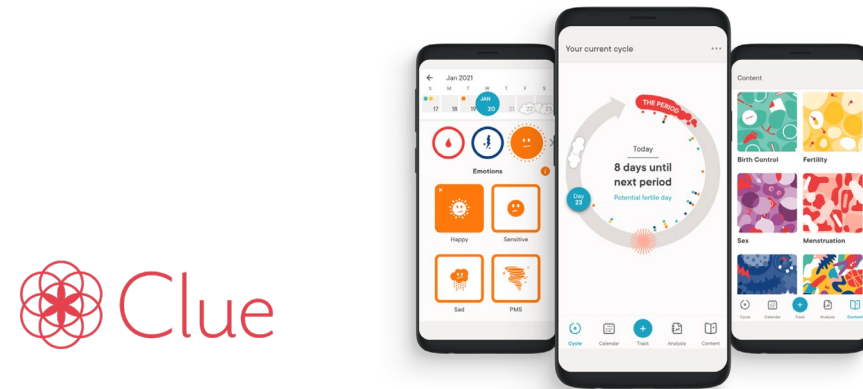 Clue
Jan 2021
S M T W T F S
JAN
17 18 19 20 21 22 23
Emotions
Happy Sensitive
Sad PMS
Your current cycle
THE PERIOD
Today
8 days until
next period
Potential fertile day
Day
23
Cycle Calendar Track Analysis Content
Content
Birth Control Fertility
Sex Menstruation
Cycle Calendar Track Analysis Content